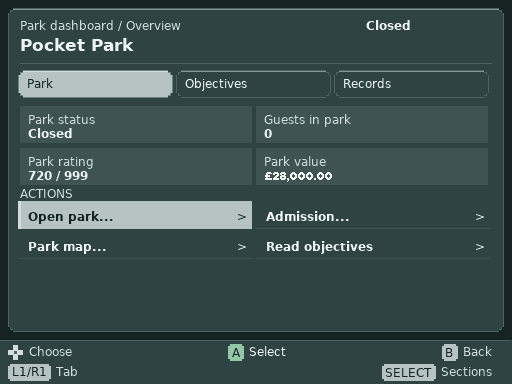 Park dashboard / Overview
Closed
Pocket Park
Park
Objectives
Records
Park status
Closed
Guests in park
0
Park rating
720 / 999
Park value
£28,000.00
ACTIONS
Open park... >
Admission... >
Park map... >
Read objectives >
Choose
A Select
B Back
L1/R1 Tab
SELECT Sections